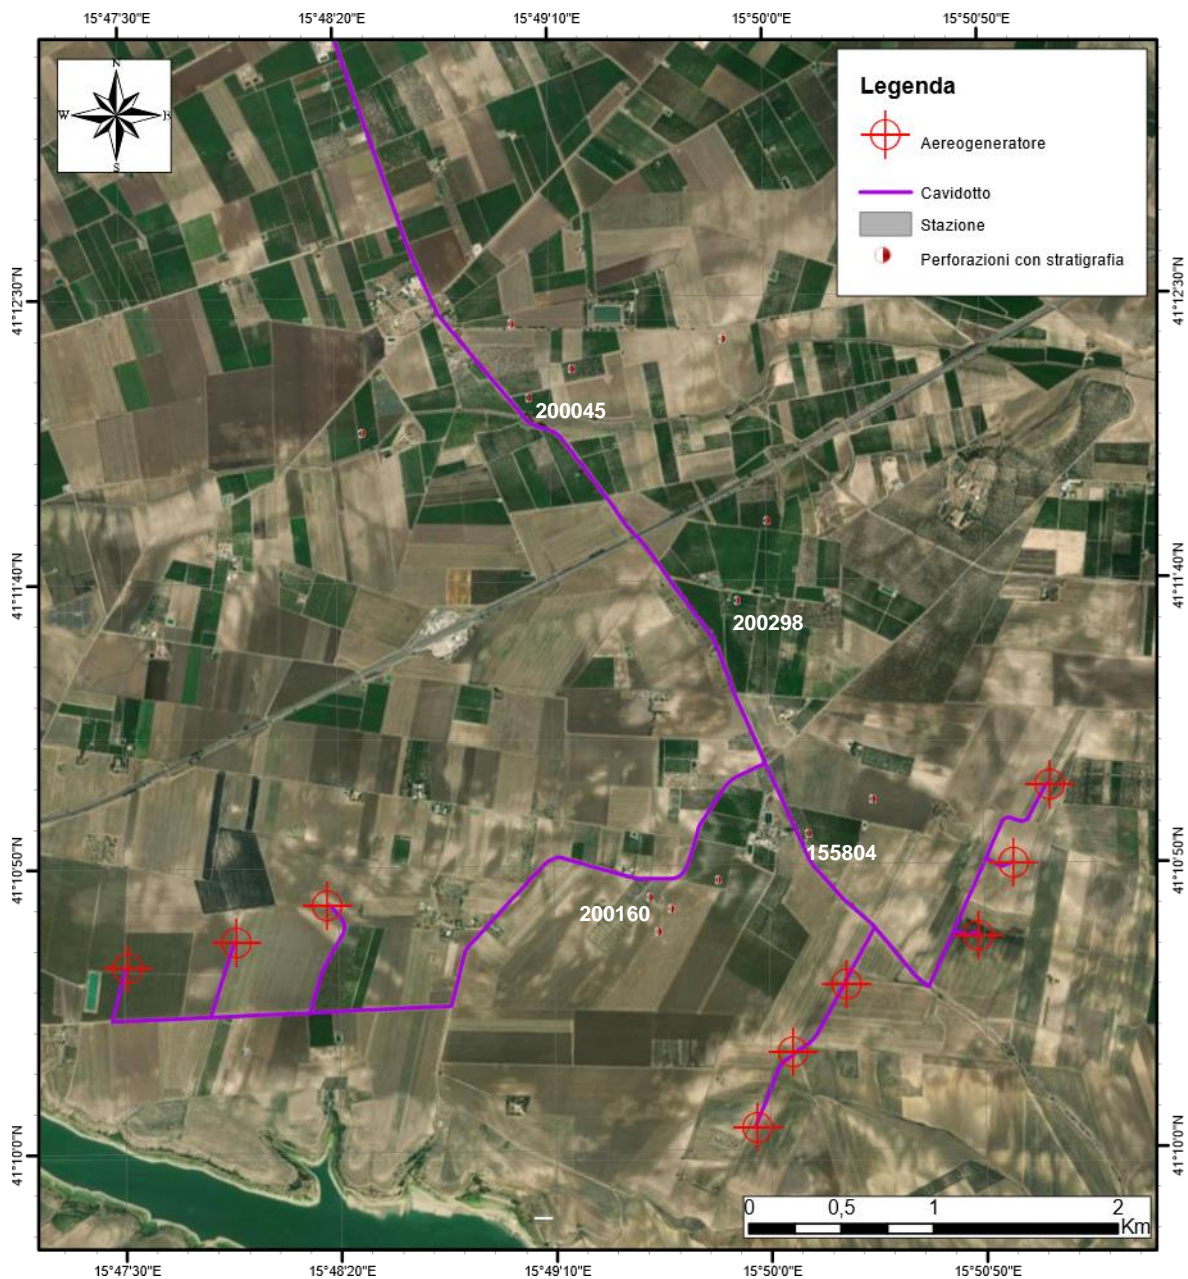 15°47'30"E 15°48'20"E 15°49'10"E 15°50'0"E 15°50'50"E
N
W E
S
Legenda
Aereogeneratore
Cavidotto
Stazione
Perforazioni con stratigrafia
41°12'30"N 41°12'30"N
200045
41°11'40"N 41°11'40"N
200298
155804
41°10'50"N 41°10'50"N
200160
41°10'0"N 41°10'0"N
0 0,5 1 2
Km
15°47'30"E 15°48'20"E 15°49'10"E 15°50'0"E 15°50'50"E